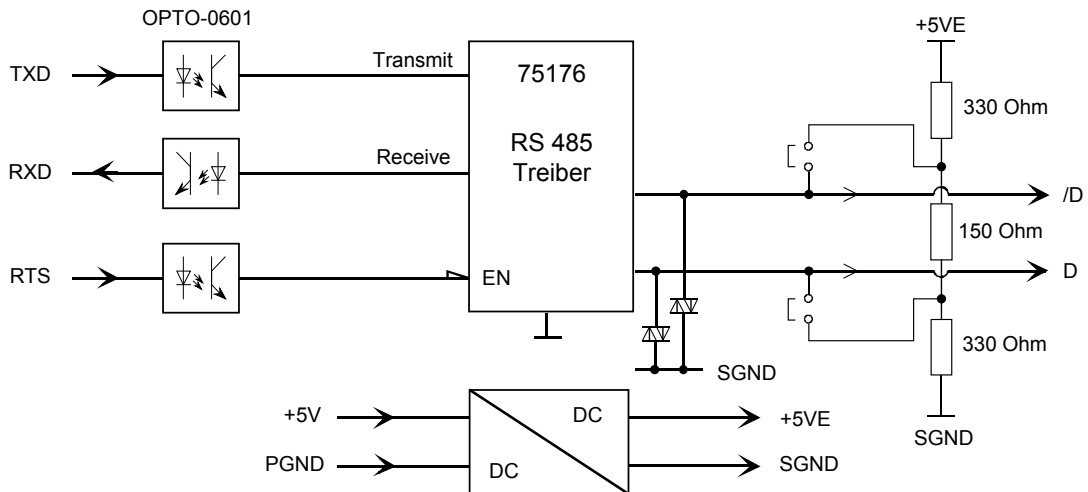 OPTO-0601
+5VE
TXD
Transmit
75176
330 Ohm
RXD
Receive
RS 485
Treiber
/D
150 Ohm
RTS
EN
D
330 Ohm
SGND
+5V
DC
+5VE
SGND
PGND
DC
SGND